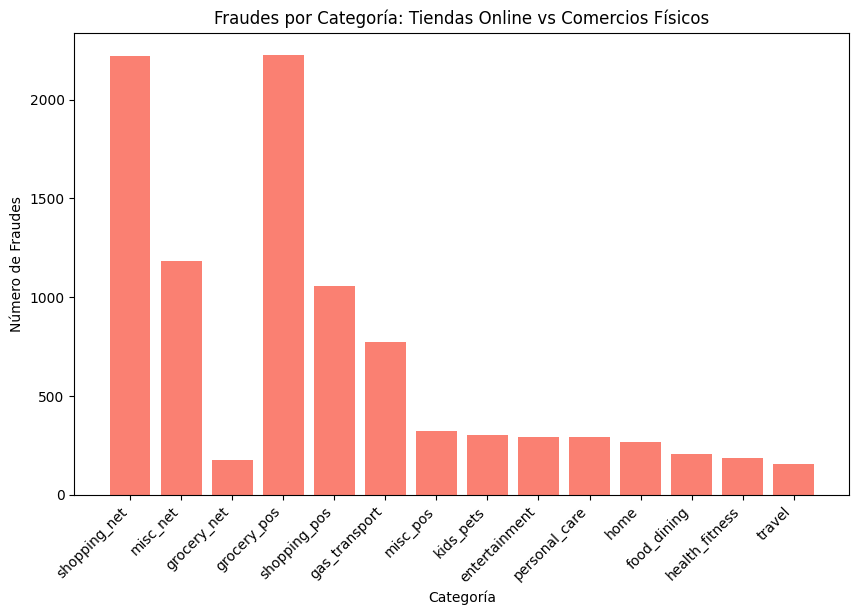 Fraudes por Categoría: Tiendas Online vs Comercios Físicos
Número de Fraudes
2000
1500
1000
500
0
shopping_net
misc_net
grocery_net
grocery_pos
shopping_pos
gas_transport
misc_pos
kids_pets
entertainment
personal_care
home
food_dining
health_fitness
travel
Categoría